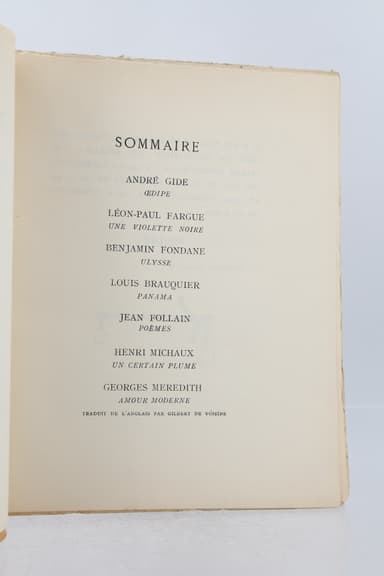 SOMMAIRE
ANDRÉ GIDE
ŒDIPE
LÉON-PAUL FARGUE
UNE VIOLETTE NOIRE
BENJAMIN FONDANE
ULYSSE
LOUIS BRAUQUIER
PANAMA
JEAN FOLLAIN
POÈMES
HENRI MICHAUX
UN CERTAIN PLUME
GEORGES MEREDITH
AMOUR MODERNE
TRADUIT DE L'ANGLAIS PAR GILBERT DE VOISINS